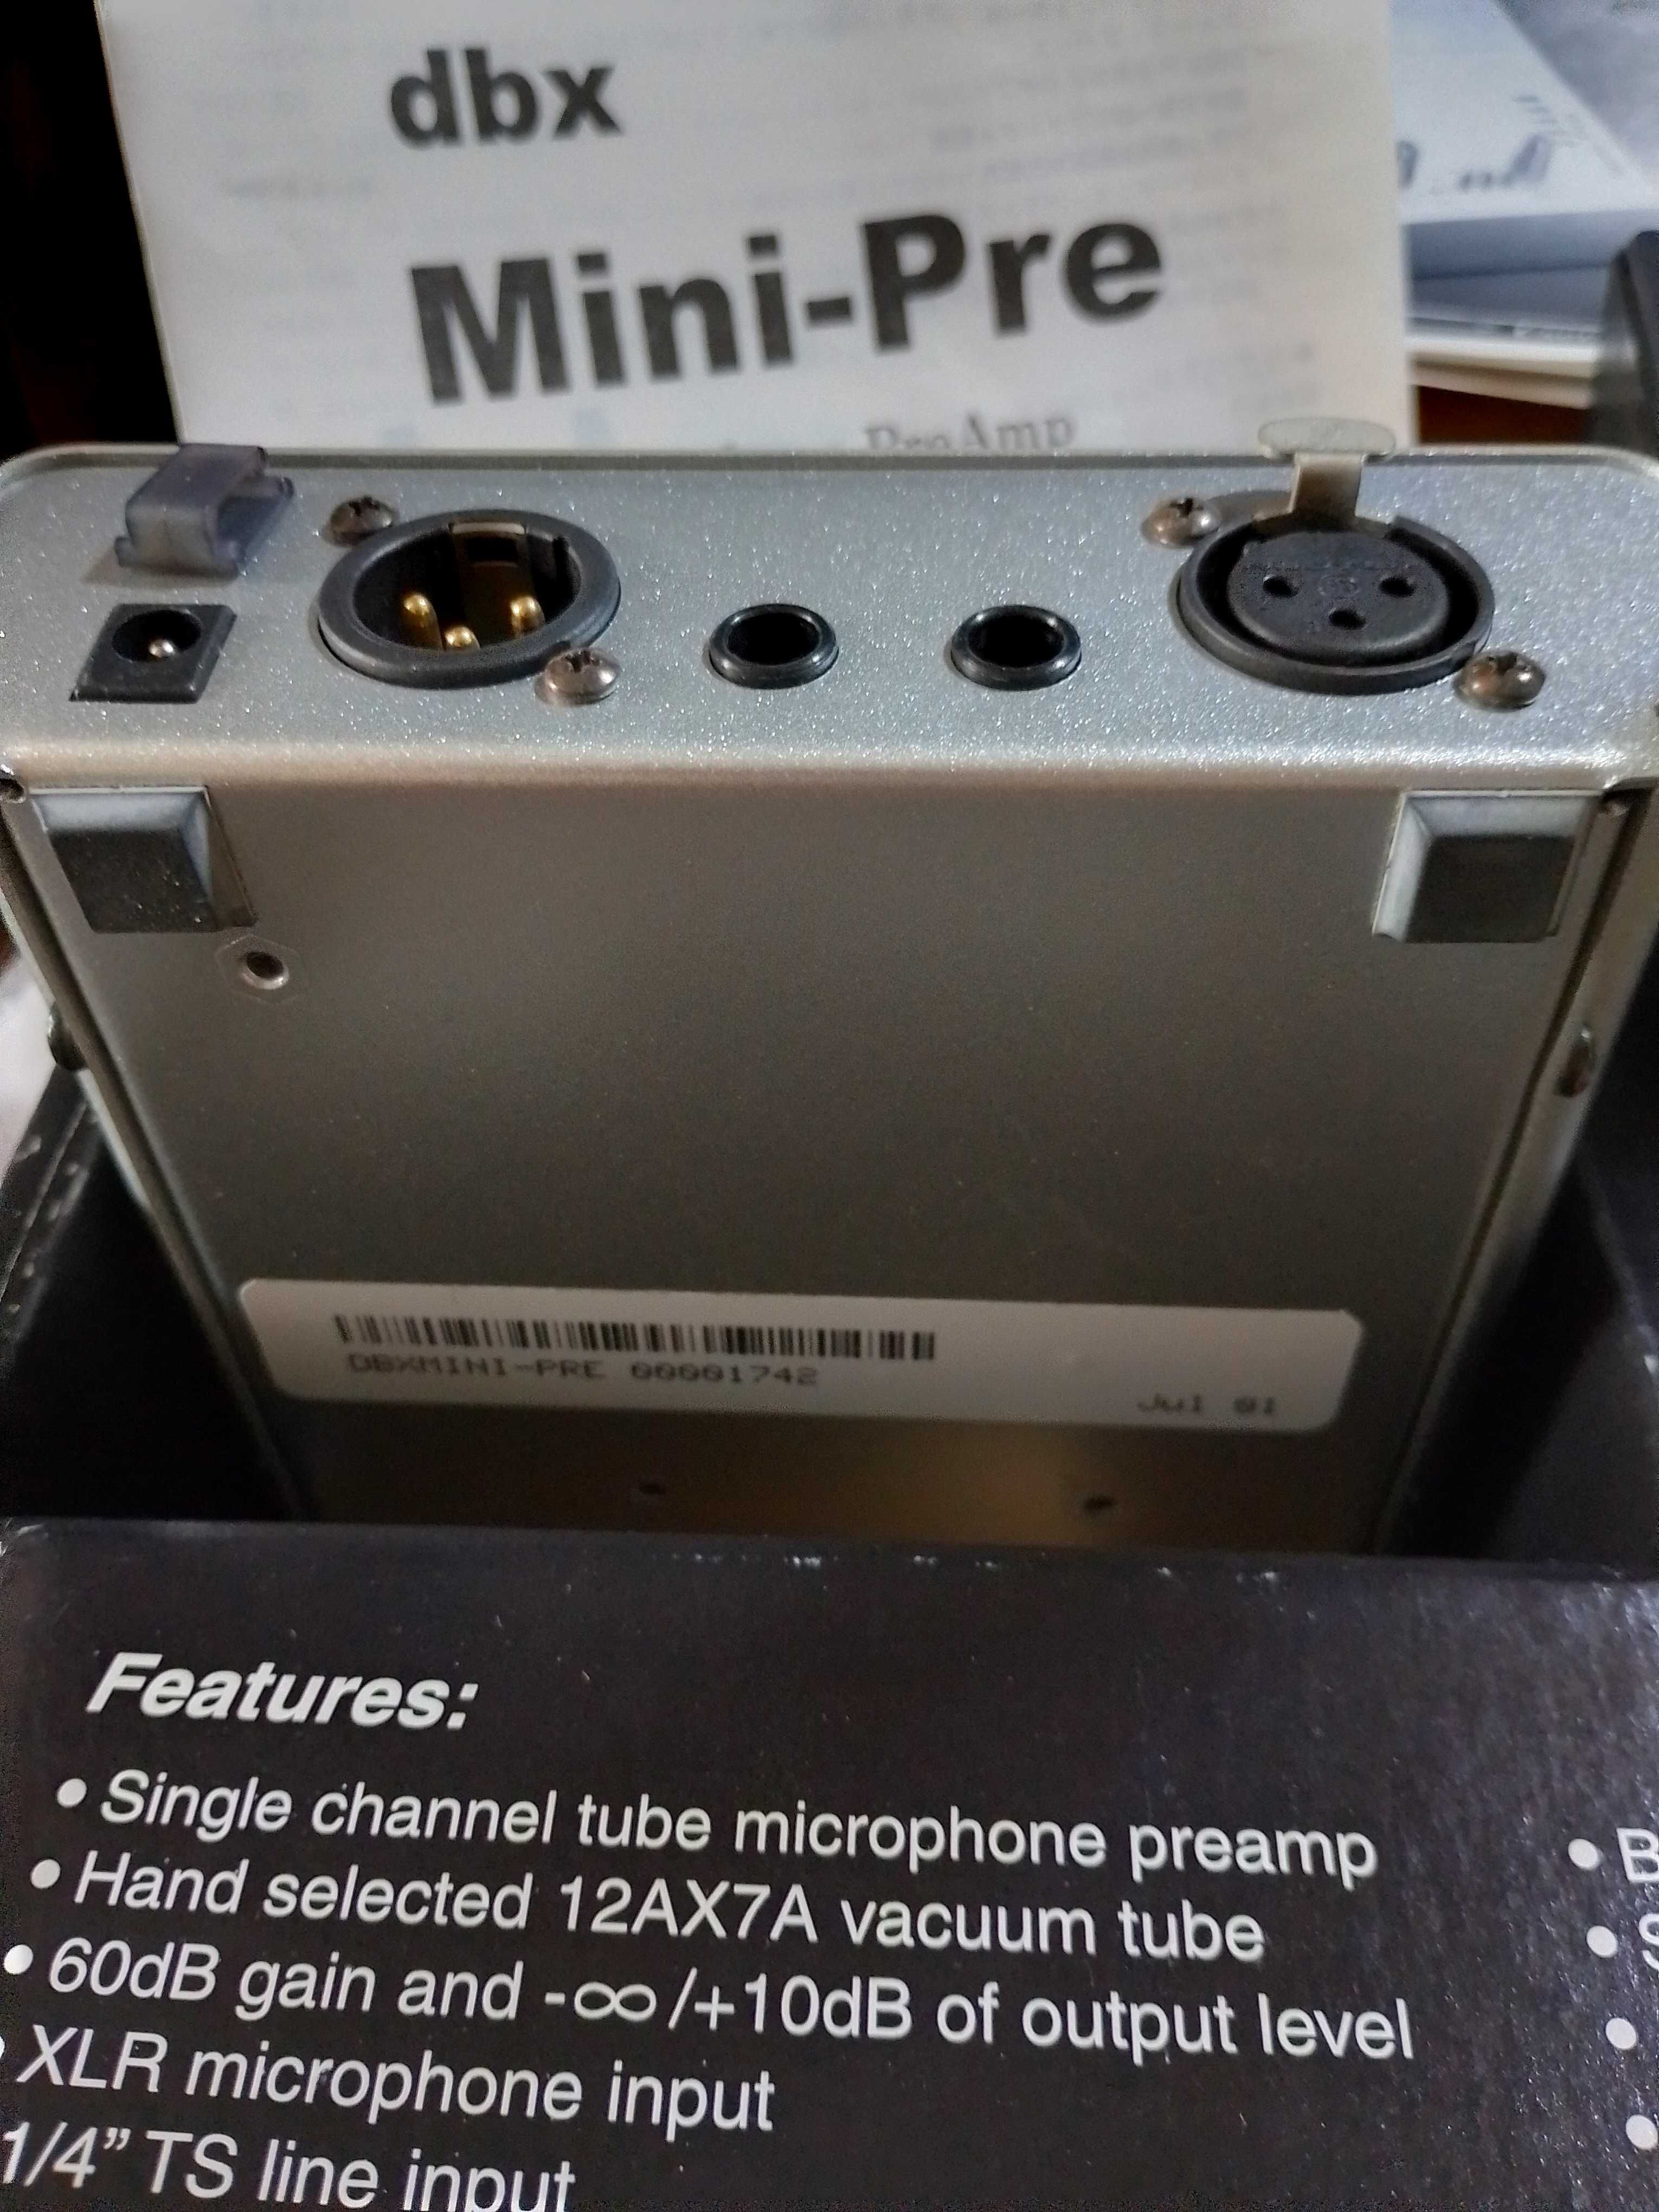 dbx
Mini-Pre
PreAmp
DBXMINI-PRE 00001742
Jul 01
Features:
• Single channel tube microphone preamp
• Hand selected 12AX7A vacuum tube
• 60dB gain and -∞/+10dB of output level
• XLR microphone input
1/4” TS line input
• B
• S